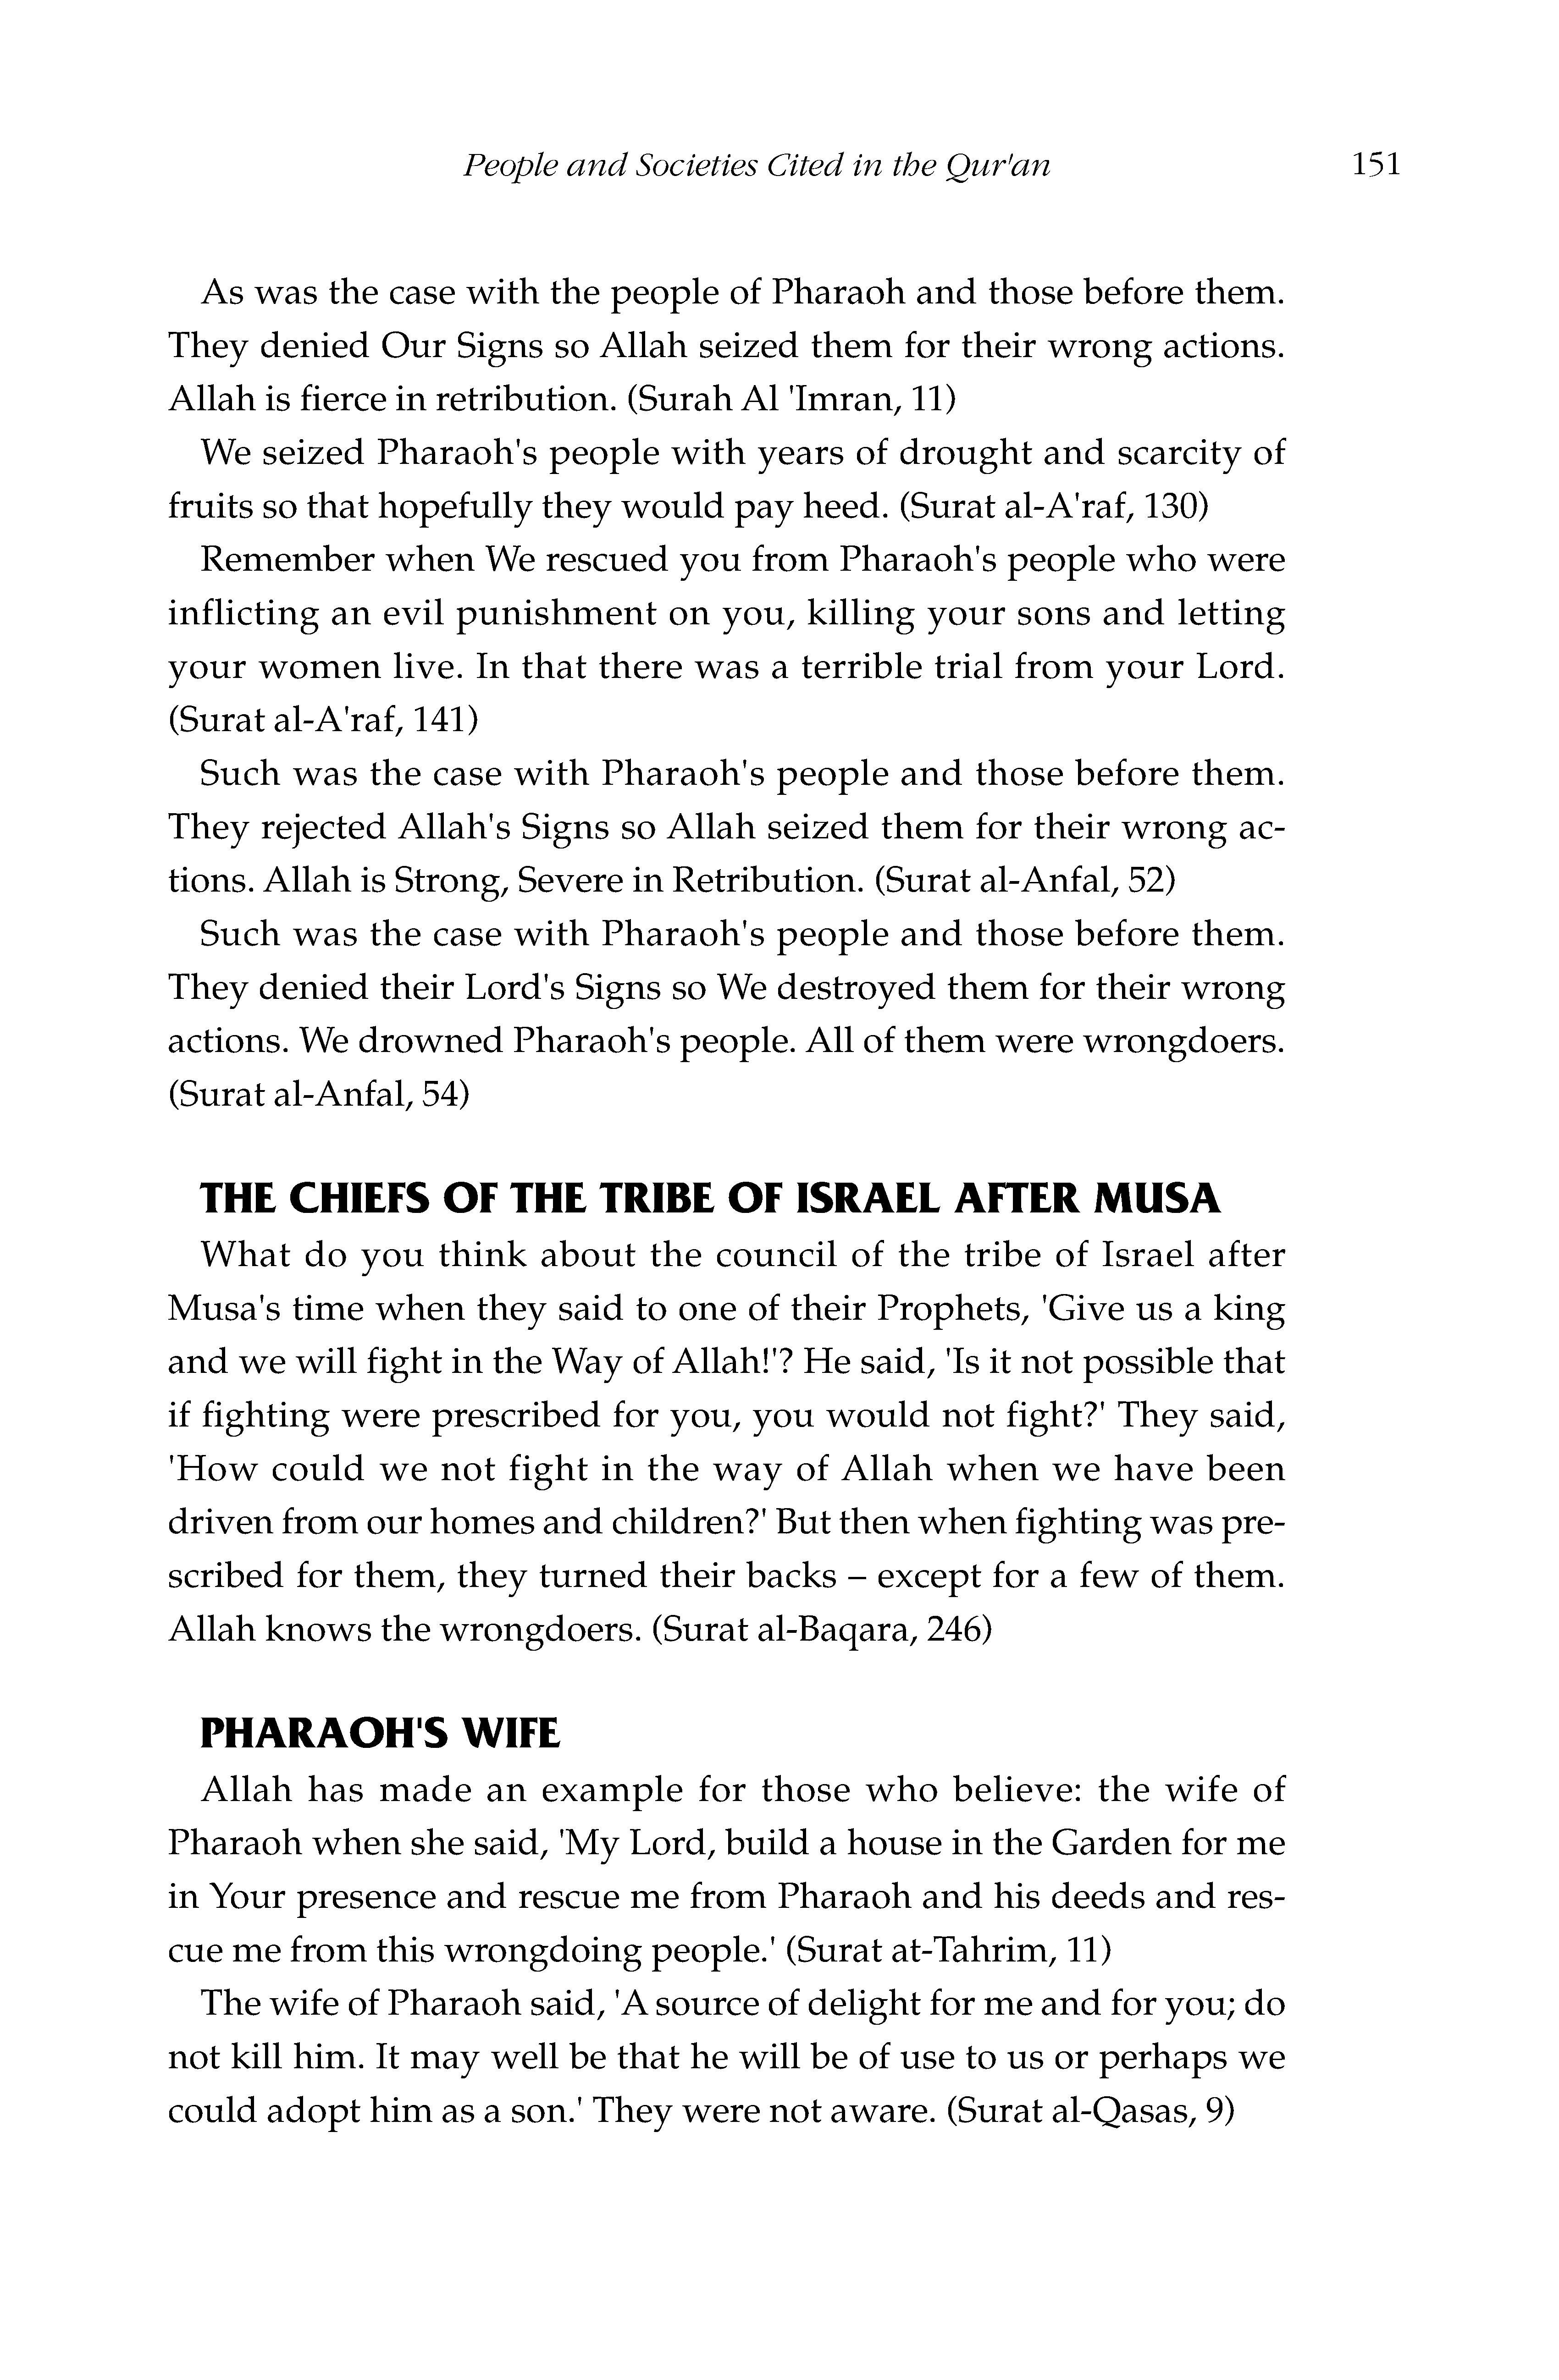 People and Societies Cited in the Qur'an 151
As was the case with the people of Pharaoh and those before them.
They denied Our Signs so Allah seized them for their wrong actions.
Allah is fierce in retribution. (Surah Al 'Imran, 11)
We seized Pharaoh's people with years of drought and scarcity of
fruits so that hopefully they would pay heed. (Surat al-A'raf, 130)
Remember when We rescued you from Pharaoh's people who were
inflicting an evil punishment on you, killing your sons and letting
your women live. In that there was a terrible trial from your Lord.
(Surat al-A'raf, 141)
Such was the case with Pharaoh's people and those before them.
They rejected Allah's Signs so Allah seized them for their wrong ac-
tions. Allah is Strong, Severe in Retribution. (Surat al-Anfal, 52)
Such was the case with Pharaoh's people and those before them.
They denied their Lord's Signs so We destroyed them for their wrong
actions. We drowned Pharaoh's people. All of them were wrongdoers.
(Surat al-Anfal, 54)
THE CHIEFS OF THE TRIBE OF ISRAEL AFTER MUSA
What do you think about the council of the tribe of Israel after
Musa's time when they said to one of their Prophets, 'Give us a king
and we will fight in the Way of Allah!'? He said, 'Is it not possible that
if fighting were prescribed for you, you would not fight?' They said,
'How could we not fight in the way of Allah when we have been
driven from our homes and children?' But then when fighting was pre-
scribed for them, they turned their backs – except for a few of them.
Allah knows the wrongdoers. (Surat al-Baqara, 246)
PHARAOH'S WIFE
Allah has made an example for those who believe: the wife of
Pharaoh when she said, 'My Lord, build a house in the Garden for me
in Your presence and rescue me from Pharaoh and his deeds and res-
cue me from this wrongdoing people.' (Surat at-Tahrim, 11)
The wife of Pharaoh said, 'A source of delight for me and for you; do
not kill him. It may well be that he will be of use to us or perhaps we
could adopt him as a son.' They were not aware. (Surat al-Qasas, 9)